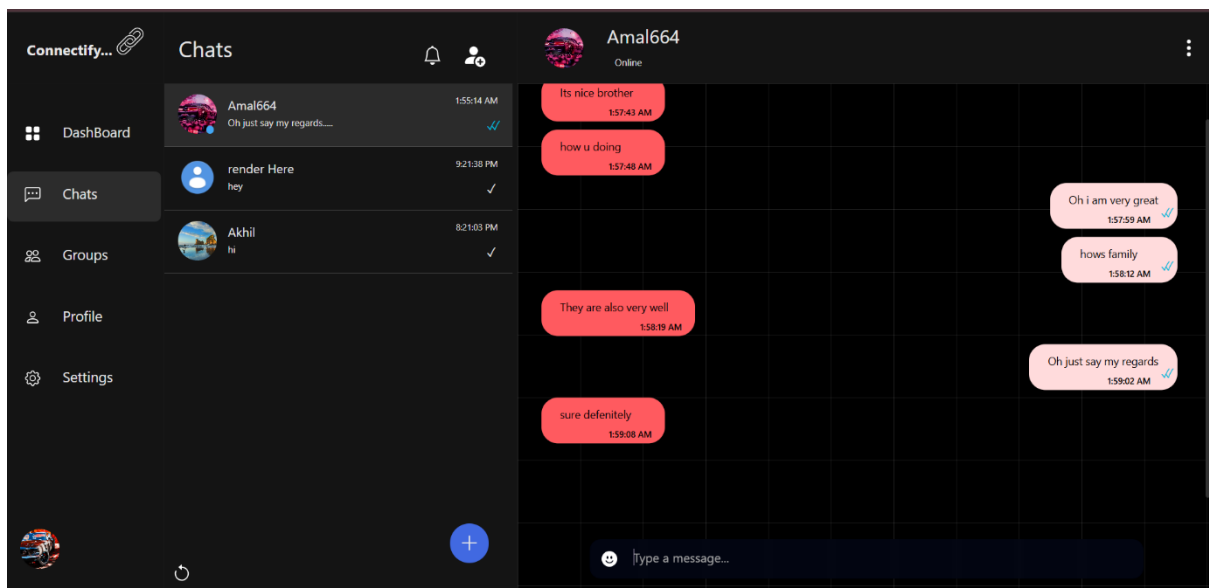 Connectify...
DashBoard
Chats
Groups
Profile
Settings
Chats
Amal664
1:55:14 AM
Oh just say my regards.....
render Here
9:21:38 PM
hey
Akhil
8:21:03 PM
hi
Amal664
Online
Its nice brother
1:57:43 AM
how u doing
1:57:48 AM
Oh i am very great
1:57:59 AM
hows family
1:58:12 AM
They are also very well
1:58:19 AM
Oh just say my regards
1:59:02 AM
sure defenitely
1:59:08 AM
Type a message...